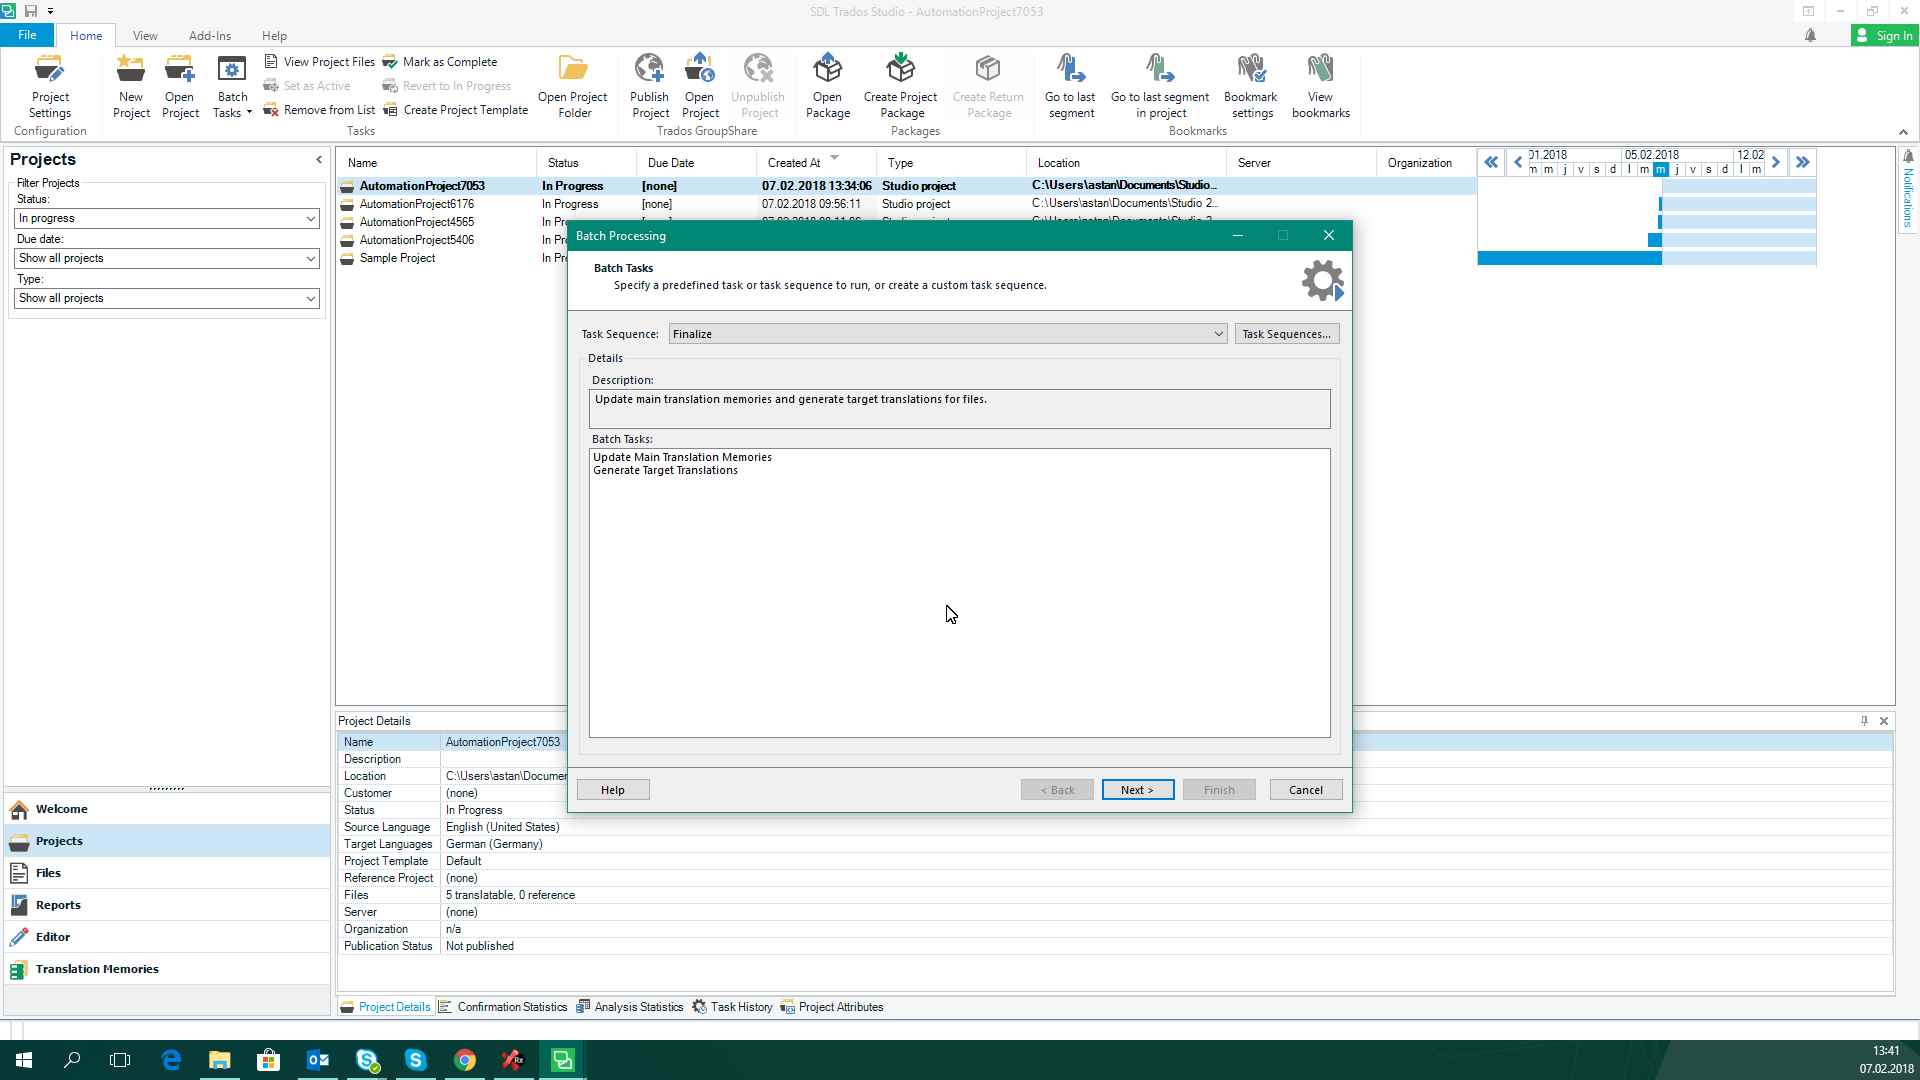 SDL Trados Studio - AutomationProject7053
File
Home
View
Add-Ins
Help
Sign In
Project Settings
Configuration
New Project
Open Project
Batch Tasks
View Project Files
Set as Active
Remove from List
Mark as Complete
Revert to In Progress
Create Project Template
Tasks
Open Project Folder
Publish Project
Open Project
Unpublish Project
Trados GroupShare
Open Package
Create Project Package
Create Return Package
Packages
Go to last segment
Go to last segment in project
Bookmark settings
View bookmarks
Bookmarks
Projects
Filter Projects
Status:
In progress
Due date:
Show all projects
Type:
Show all projects
Name Status Due Date Created At Type Location Server Organization
01.2018 05.02.2018 12.02
m m j v s d l m m j v s d l m
AutomationProject7053 In Progress [none] 07.02.2018 13:34:06 Studio project C:\Users\astan\Documents\Studio...
AutomationProject6176 In Progress [none] 07.02.2018 09:56:11 Studio project C:\Users\astan\Documents\Studio 2...
AutomationProject4565 In Pr
AutomationProject5406 In Pr
Sample Project In Pr
Notifications
Batch Processing
Batch Tasks
Specify a predefined task or task sequence to run, or create a custom task sequence.
Task Sequence: Finalize Task Sequences...
Details
Description:
Update main translation memories and generate target translations for files.
Batch Tasks:
Update Main Translation Memories
Generate Target Translations
Help < Back Next > Finish Cancel
Project Details
Name AutomationProject7053
Description
Location C:\Users\astan\Documen
Customer (none)
Status In Progress
Source Language English (United States)
Target Languages German (Germany)
Project Template Default
Reference Project (none)
Files 5 translatable, 0 reference
Server (none)
Organization n/a
Publication Status Not published
Welcome
Projects
Files
Reports
Editor
Translation Memories
Project Details Confirmation Statistics Analysis Statistics Task History Project Attributes
13:41
07.02.2018